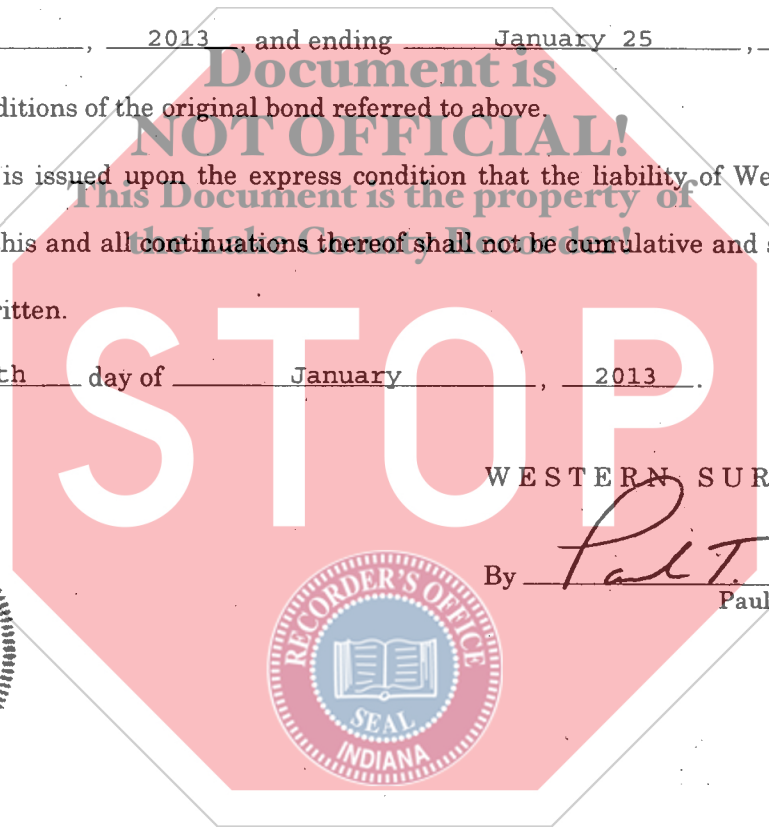 , 2013, and ending January 25,
Document is
ditions of the original bond referred to above.
NOT OFFICIAL!
is issued upon the express condition that the liability of We
This Document is the property of
his and all continuations thereof shall not be cumulative and s
the Lake County Recorder!
ritten.
STOP
th day of January, 2013.
WESTERN SUR
By Paul T.
Paul
RECORDER'S OFFICE
SEAL
INDIANA